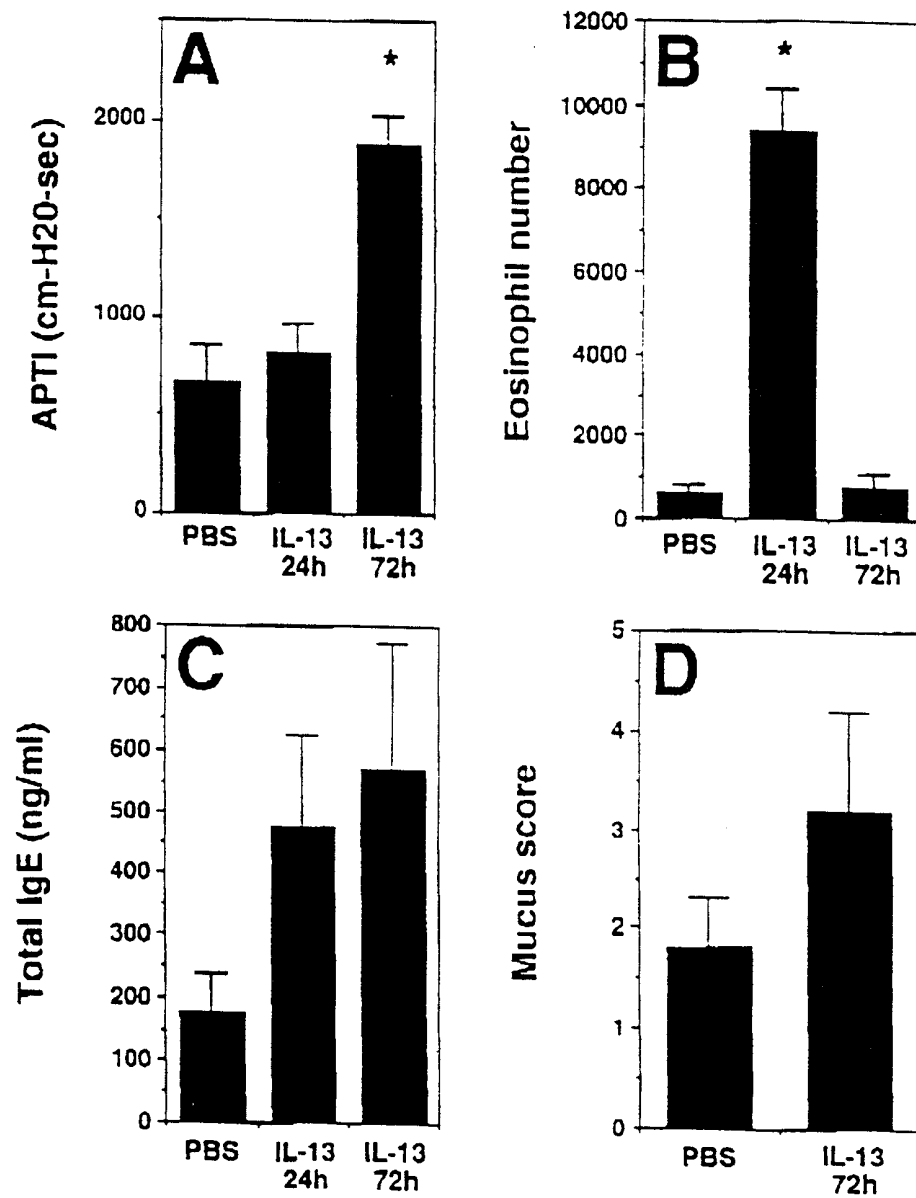 A
*
APTI (cm-H20-sec)
2000
1000
0
PBS
IL-13
24h
IL-13
72h
B
*
Eosinophil number
12000
10000
8000
6000
4000
2000
0
PBS
IL-13
24h
IL-13
72h
C
Total IgE (ng/ml)
800
700
600
500
400
300
200
100
0
PBS
IL-13
24h
IL-13
72h
D
Mucus score
5
4
3
2
1
0
PBS
IL-13
72h